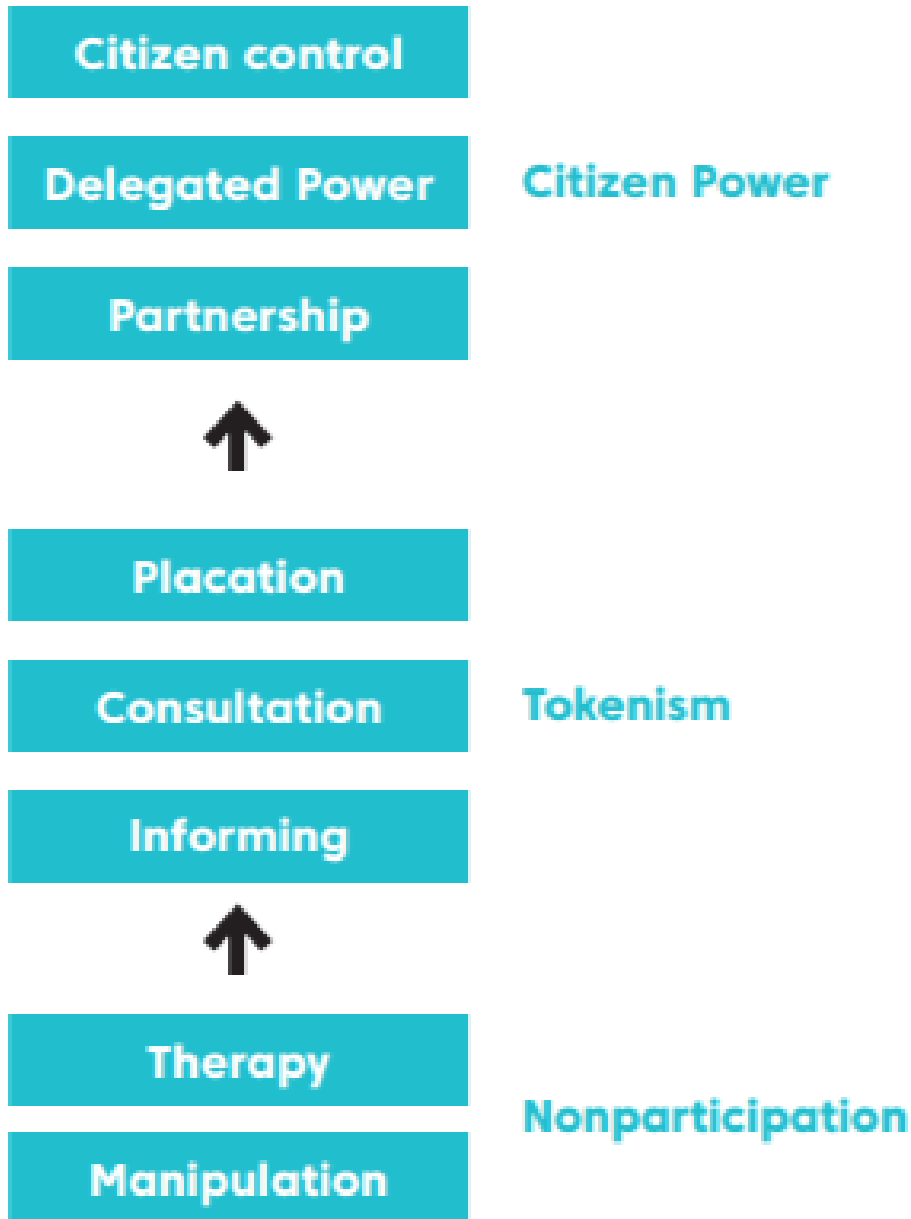 Citizen control
Delegated Power
Citizen Power
Partnership
Placation
Consultation
Tokenism
Informing
Therapy
Nonparticipation
Manipulation